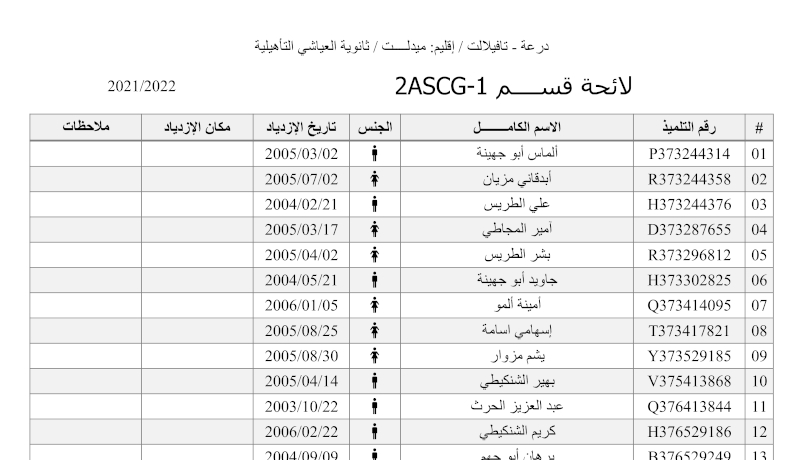 درعة - تافيلالت / إقليم: ميدلـــت / ثانوية العياشي التأهيلية
لائحة قســـــم 2ASCG-1
2021/2022
# رقم التلميذ الاسم الكامـــــــل الجنس تاريخ الإزدياد مكان الإزدياد ملاحظات
01 P373244314 ألماس أبو جهينة 2005/03/02
02 R373244358 أبدقاني مزيان 2005/07/02
03 H373244376 علي الطريس 2004/02/21
04 D373287655 أمير المجاطي 2005/03/17
05 R373296812 بشر الطريس 2005/04/02
06 H373302825 جاويد أبو جهينة 2004/05/21
07 Q373414095 أمينة ألمو 2006/01/05
08 T373417821 إسهامي اسامة 2005/08/25
09 Y373529185 يشم مزوار 2005/08/30
10 V375413868 بهير الشنكيطي 2005/04/14
11 Q376413844 عبد العزيز الحرث 2003/10/22
12 H376529186 كريم الشنكيطي 2006/02/22
13 B376529249 برهان أبو جهم 2004/09/09